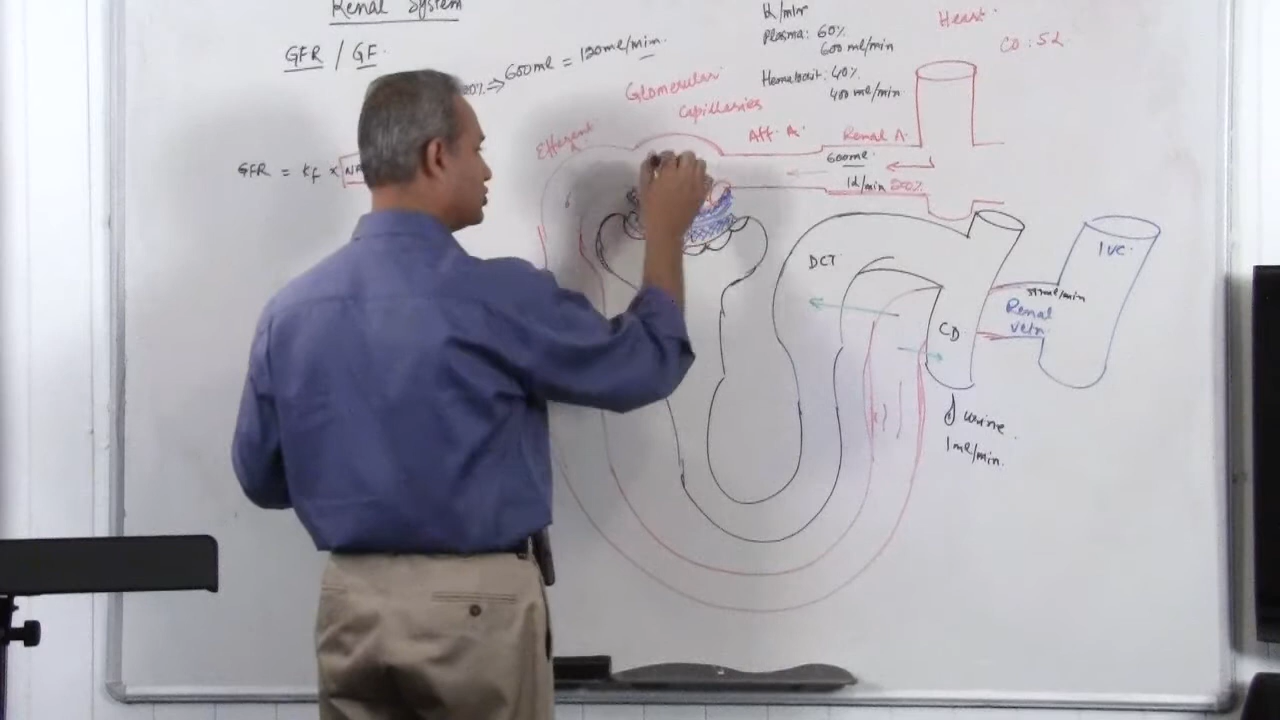 Renal System
GFR / GF.
20% ⇒ 600ml = 120ml/min.
GFR = Kf ×
Glomerular
Capillaries
Efferent
A.
Aff. A.
Renal A.
Plasma: 60%
600 ml/min
Hematocrit: 40%
400 ml/min
Heart
CO: 5L
600ml
1L/min 200%
DCT
CD
Renal
vein
IVC
urine
1ml/min.